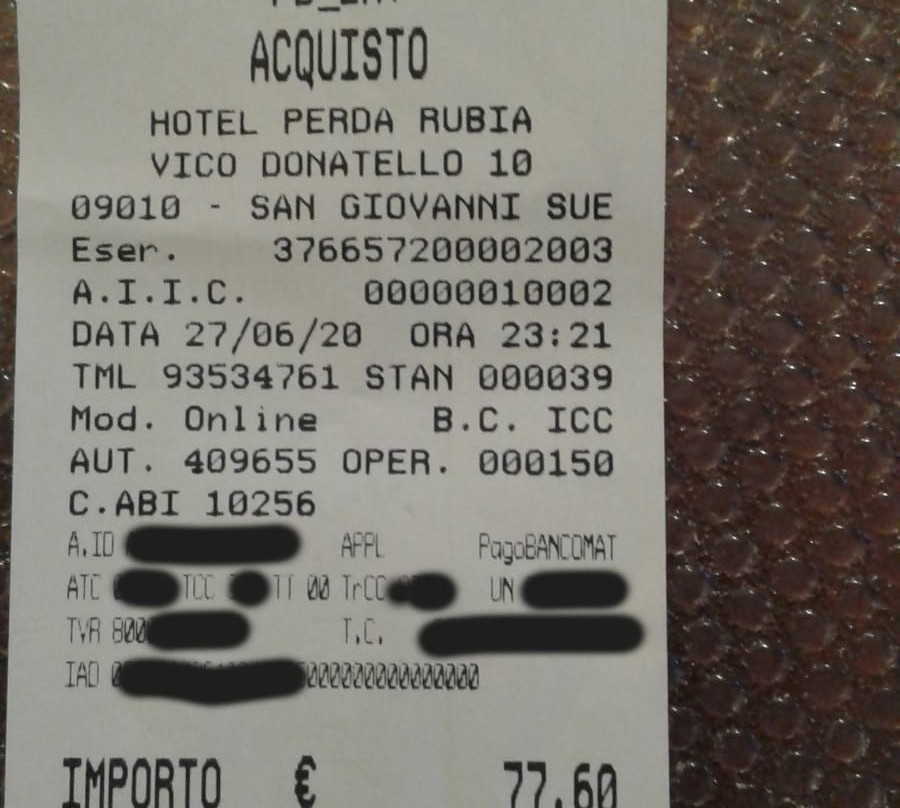 ACQUISTO
HOTEL PERDA RUBIA
VICO DONATELLO 10
09010 - SAN GIOVANNI SUE
Eser. 376657200002003
A.I.I.C. 00000010002
DATA 27/06/20 ORA 23:21
TML 93534761 STAN 000039
Mod. Online B.C. ICC
AUT. 409655 OPER. 000150
C.ABI 10256
A.ID APPL PagoBANCOMAT
ATC TCC TT 00 TrCC UN
TVR 800 T.C.
IAD
IMPORTO € 77,60